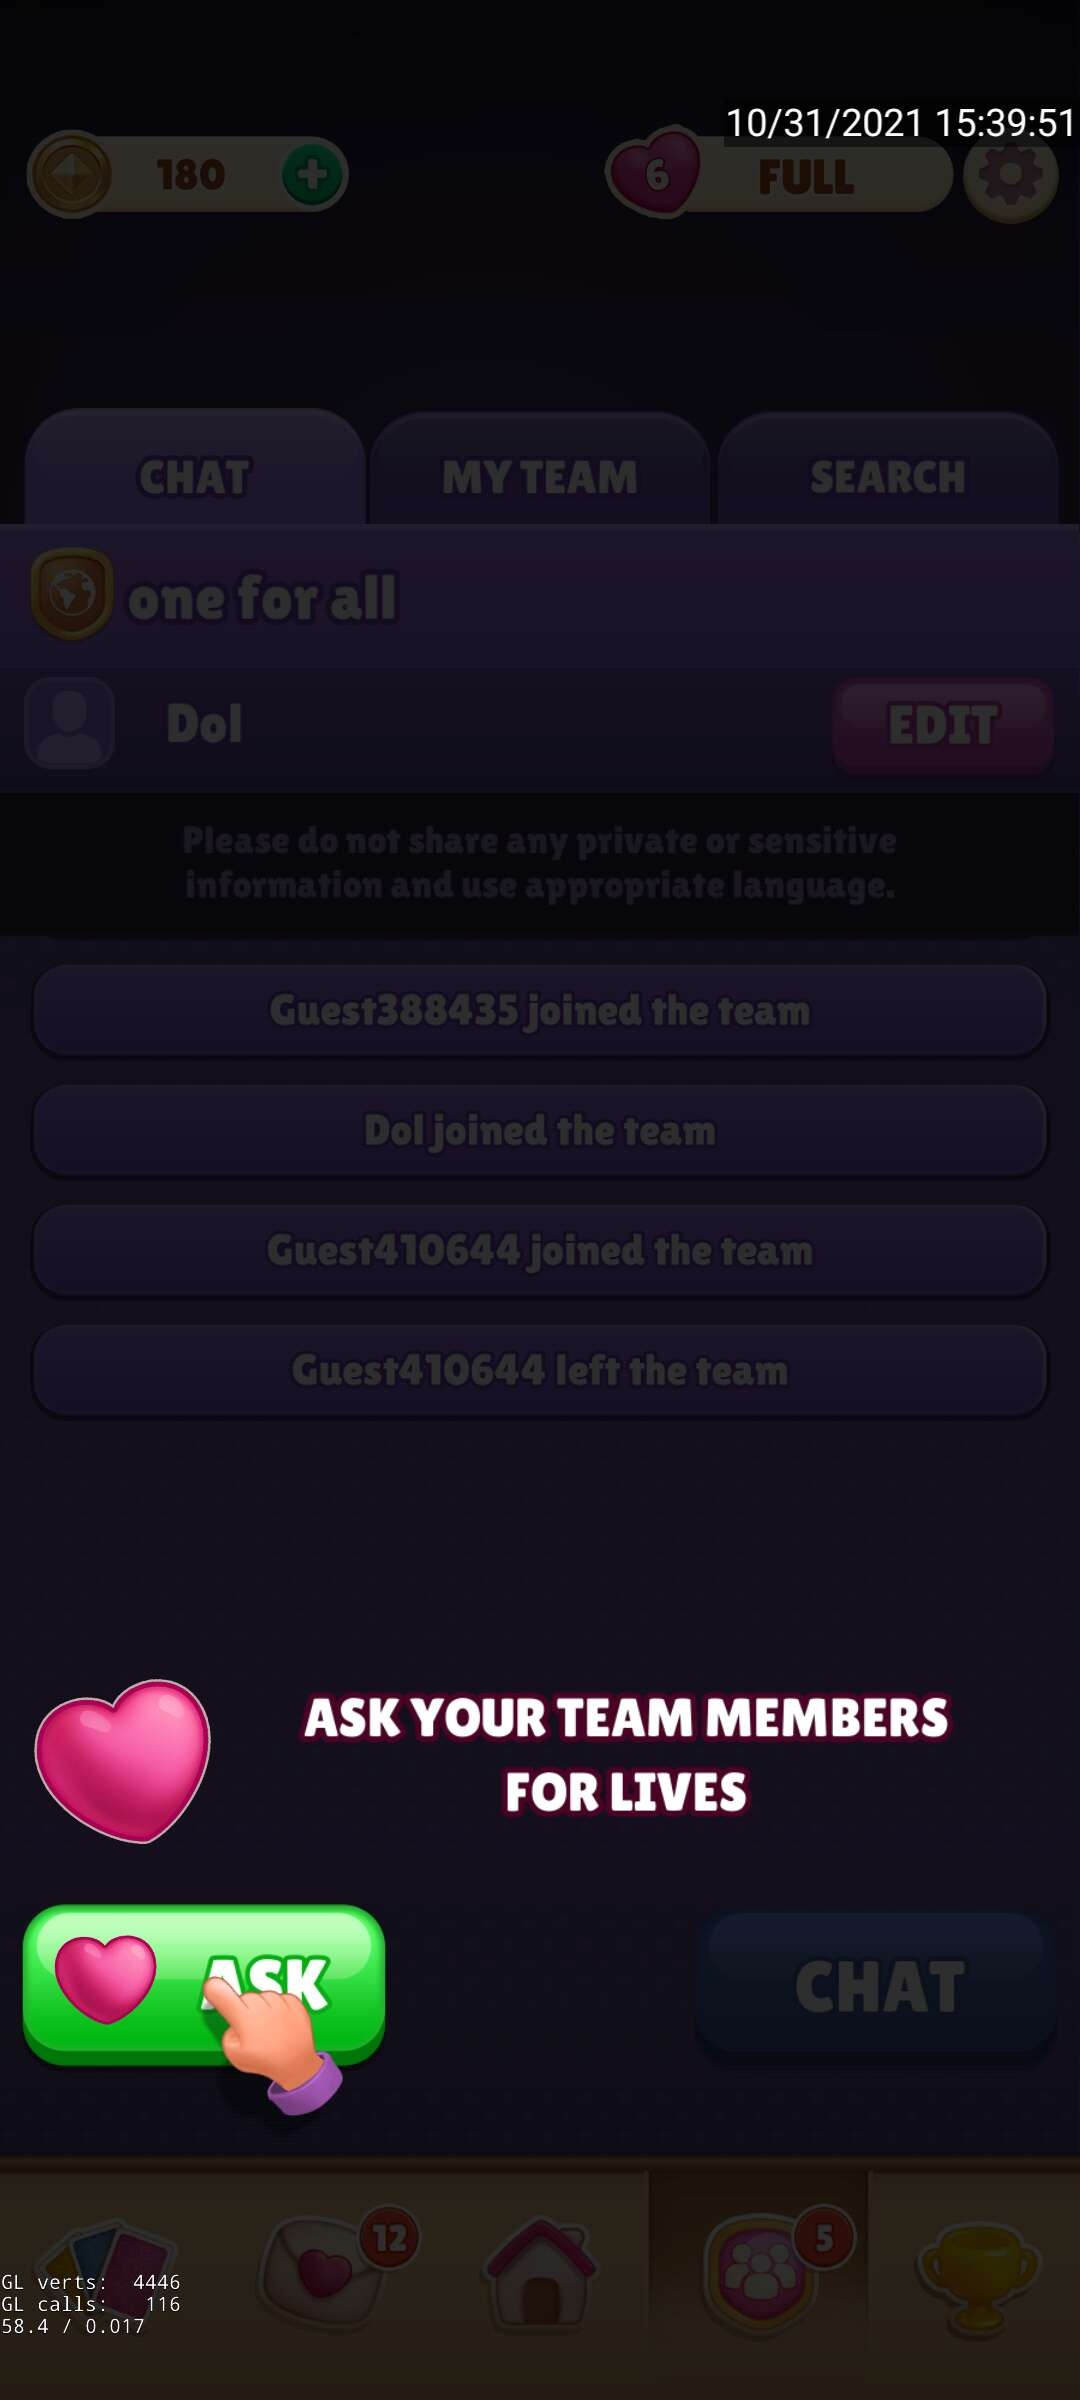 10/31/2021 15:39:51
180
6
FULL
CHAT
MY TEAM
SEARCH
one for all
Dol
EDIT
Please do not share any private or sensitive
information and use appropriate language.
Guest388435 joined the team
Dol joined the team
Guest410644 joined the team
Guest410644 left the team
ASK YOUR TEAM MEMBERS
FOR LIVES
ASK
CHAT
12
5
GL verts: 4446
GL calls: 116
58.4 / 0.017